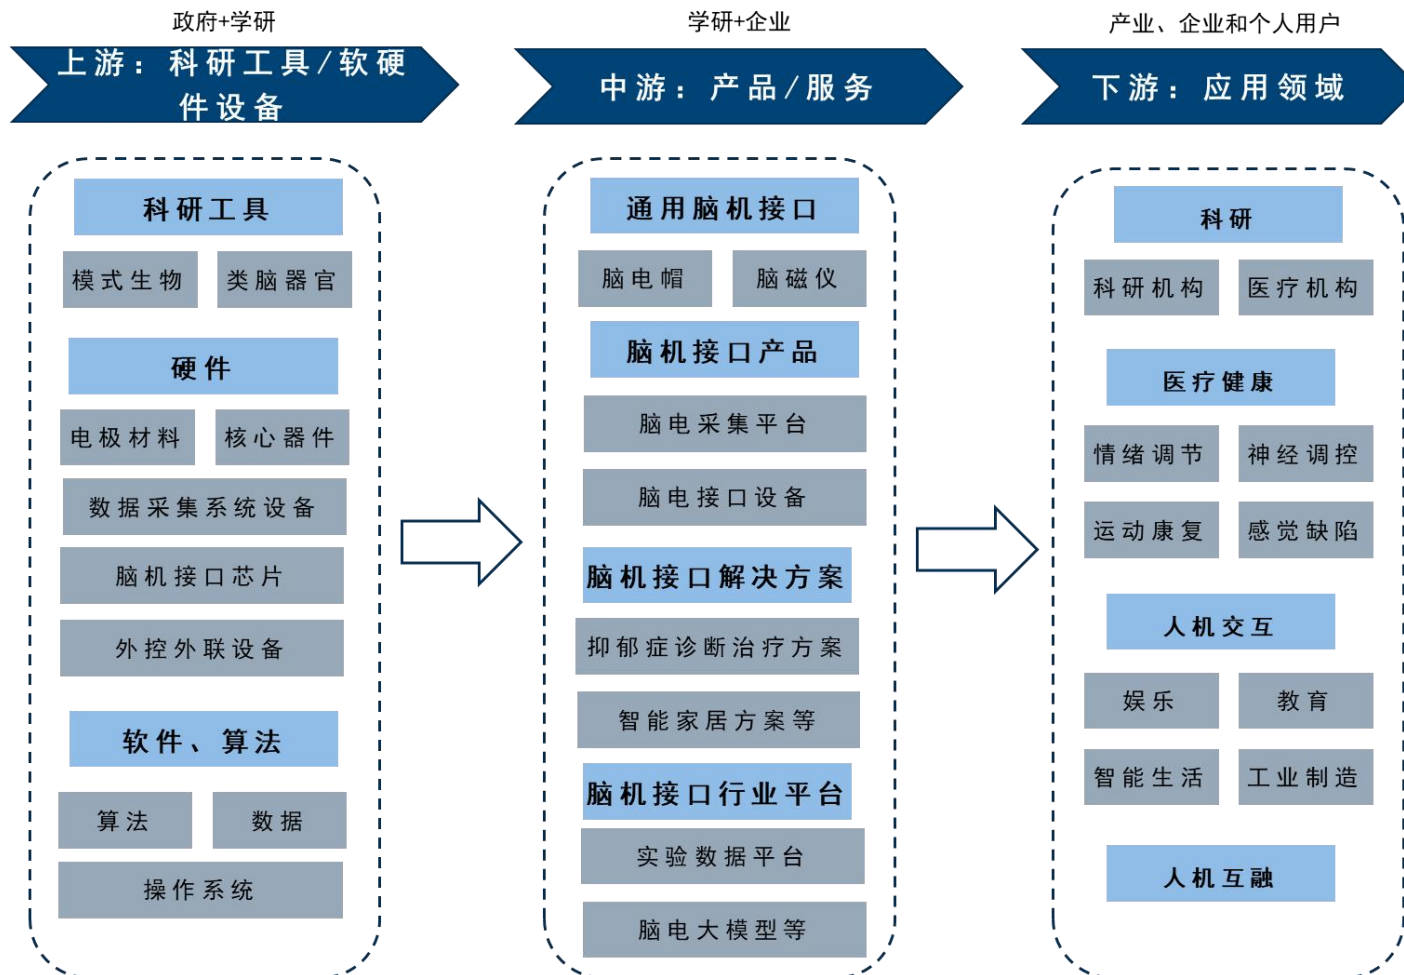 政府+学研
上游：科研工具/软硬
件设备
科研工具
模式生物
类脑器官
硬件
电极材料
核心器件
数据采集系统设备
脑机接口芯片
外控外联设备
软件、算法
算法
数据
操作系统
学研+企业
中游：产品/服务
通用脑机接口
脑电帽
脑磁仪
脑机接口产品
脑电采集平台
脑电接口设备
脑机接口解决方案
抑郁症诊断治疗方案
智能家居方案等
脑机接口行业平台
实验数据平台
脑电大模型等
产业、企业和个人用户
下游：应用领域
科研
科研机构
医疗机构
医疗健康
情绪调节
神经调控
运动康复
感觉缺陷
人机交互
娱乐
教育
智能生活
工业制造
人机互融